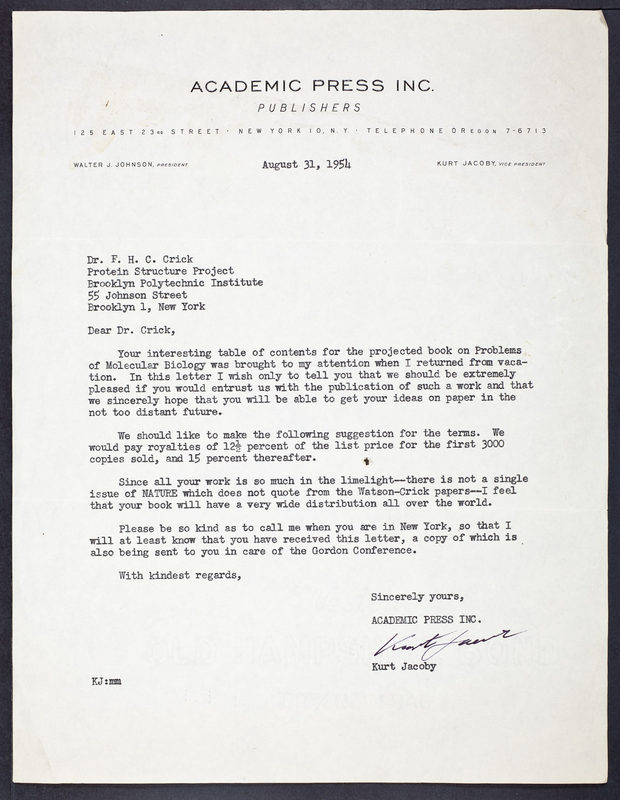 ACADEMIC PRESS INC.
PUBLISHERS
125 EAST 23RD STREET · NEW YORK 10, N.Y. · TELEPHONE OREGON 7-6713
WALTER J. JOHNSON, PRESIDENT
August 31, 1954
KURT JACOBY, VICE PRESIDENT
Dr. F. H. C. Crick
Protein Structure Project
Brooklyn Polytechnic Institute
55 Johnson Street
Brooklyn 1, New York
Dear Dr. Crick,
Your interesting table of contents for the projected book on Problems
of Molecular Biology was brought to my attention when I returned from vaca-
tion. In this letter I wish only to tell you that we should be extremely
pleased if you would entrust us with the publication of such a work and that
we sincerely hope that you will be able to get your ideas on paper in the
not too distant future.
We should like to make the following suggestion for the terms. We
would pay royalties of 12½ percent of the list price for the first 3000
copies sold, and 15 percent thereafter.
Since all your work is so much in the limelight--there is not a single
issue of NATURE which does not quote from the Watson-Crick papers--I feel
that your book will have a very wide distribution all over the world.
Please be so kind as to call me when you are in New York, so that I
will at least know that you have received this letter, a copy of which is
also being sent to you in care of the Gordon Conference.
With kindest regards,
Sincerely yours,
ACADEMIC PRESS INC.
Kurt Jacoby
Kurt Jacoby
KJ:mm